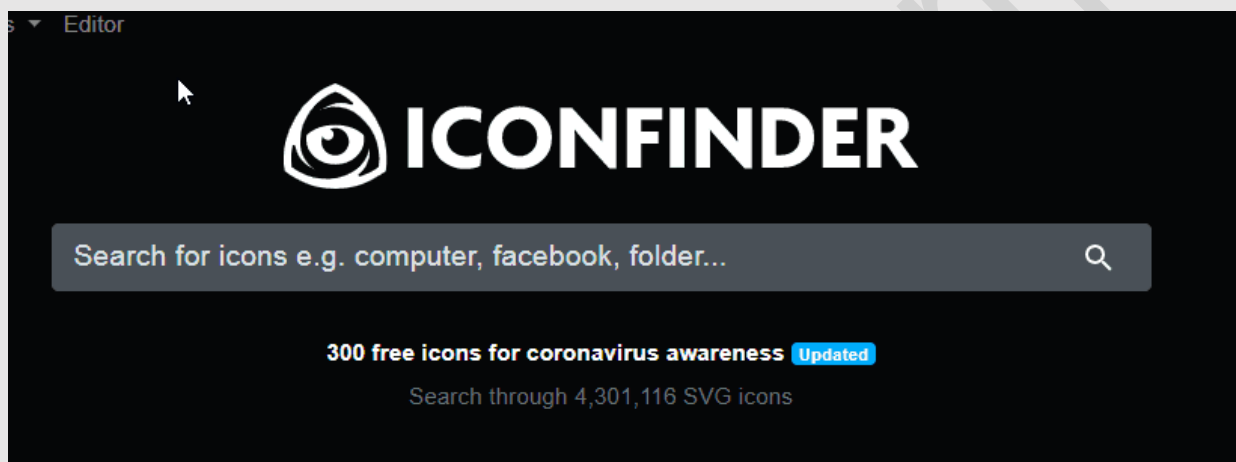 Editor
ICONFINDER
Search for icons e.g. computer, facebook, folder...
300 free icons for coronavirus awareness Updated
Search through 4,301,116 SVG icons